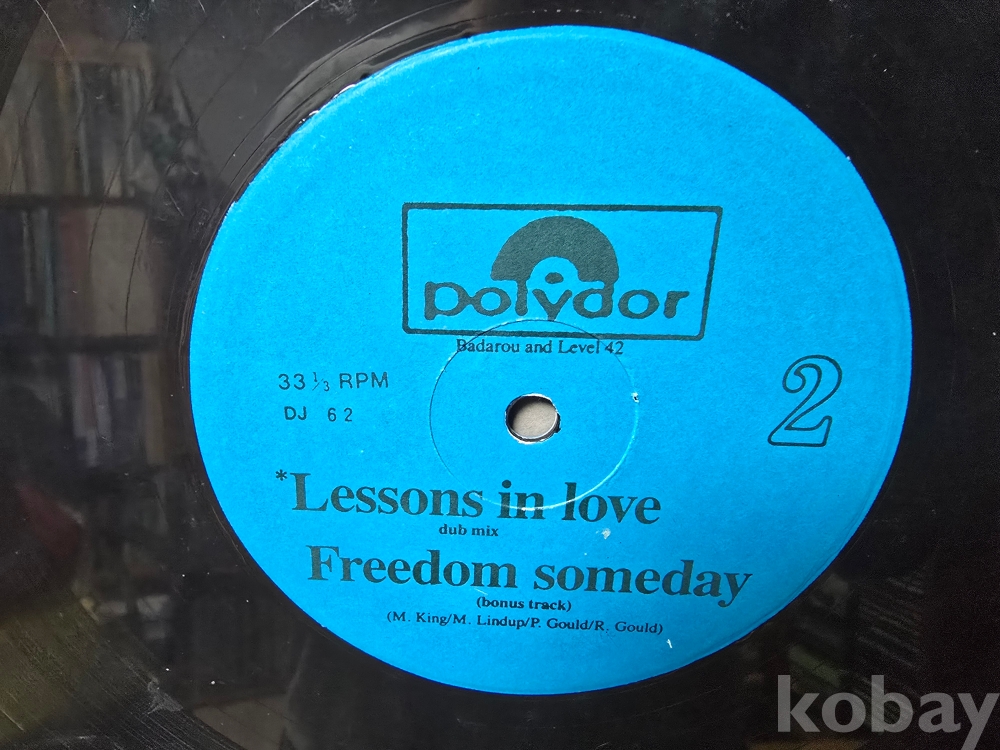 polydor
Badarou and Level 42
33 1/3 RPM
2
DJ 62
*Lessons in love
dub mix
Freedom someday
(bonus track)
(M. King/M. Lindup/P. Gould/R. Gould)
kobay